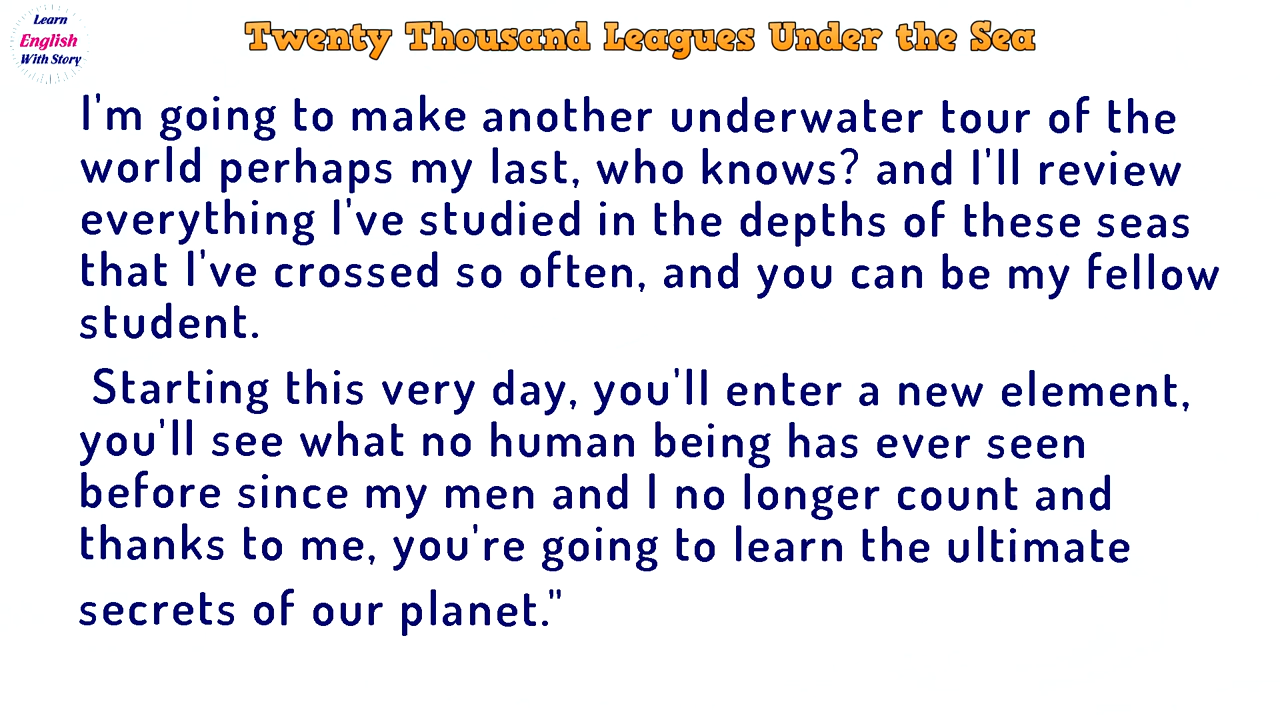 Learn
English
With Story
Twenty Thousand Leagues Under the Sea
I'm going to make another underwater tour of the
world perhaps my last, who knows? and I'll review
everything I've studied in the depths of these seas
that I've crossed so often, and you can be my fellow
student.
Starting this very day, you'll enter a new element,
you'll see what no human being has ever seen
before since my men and I no longer count and
thanks to me, you're going to learn the ultimate
secrets of our planet."